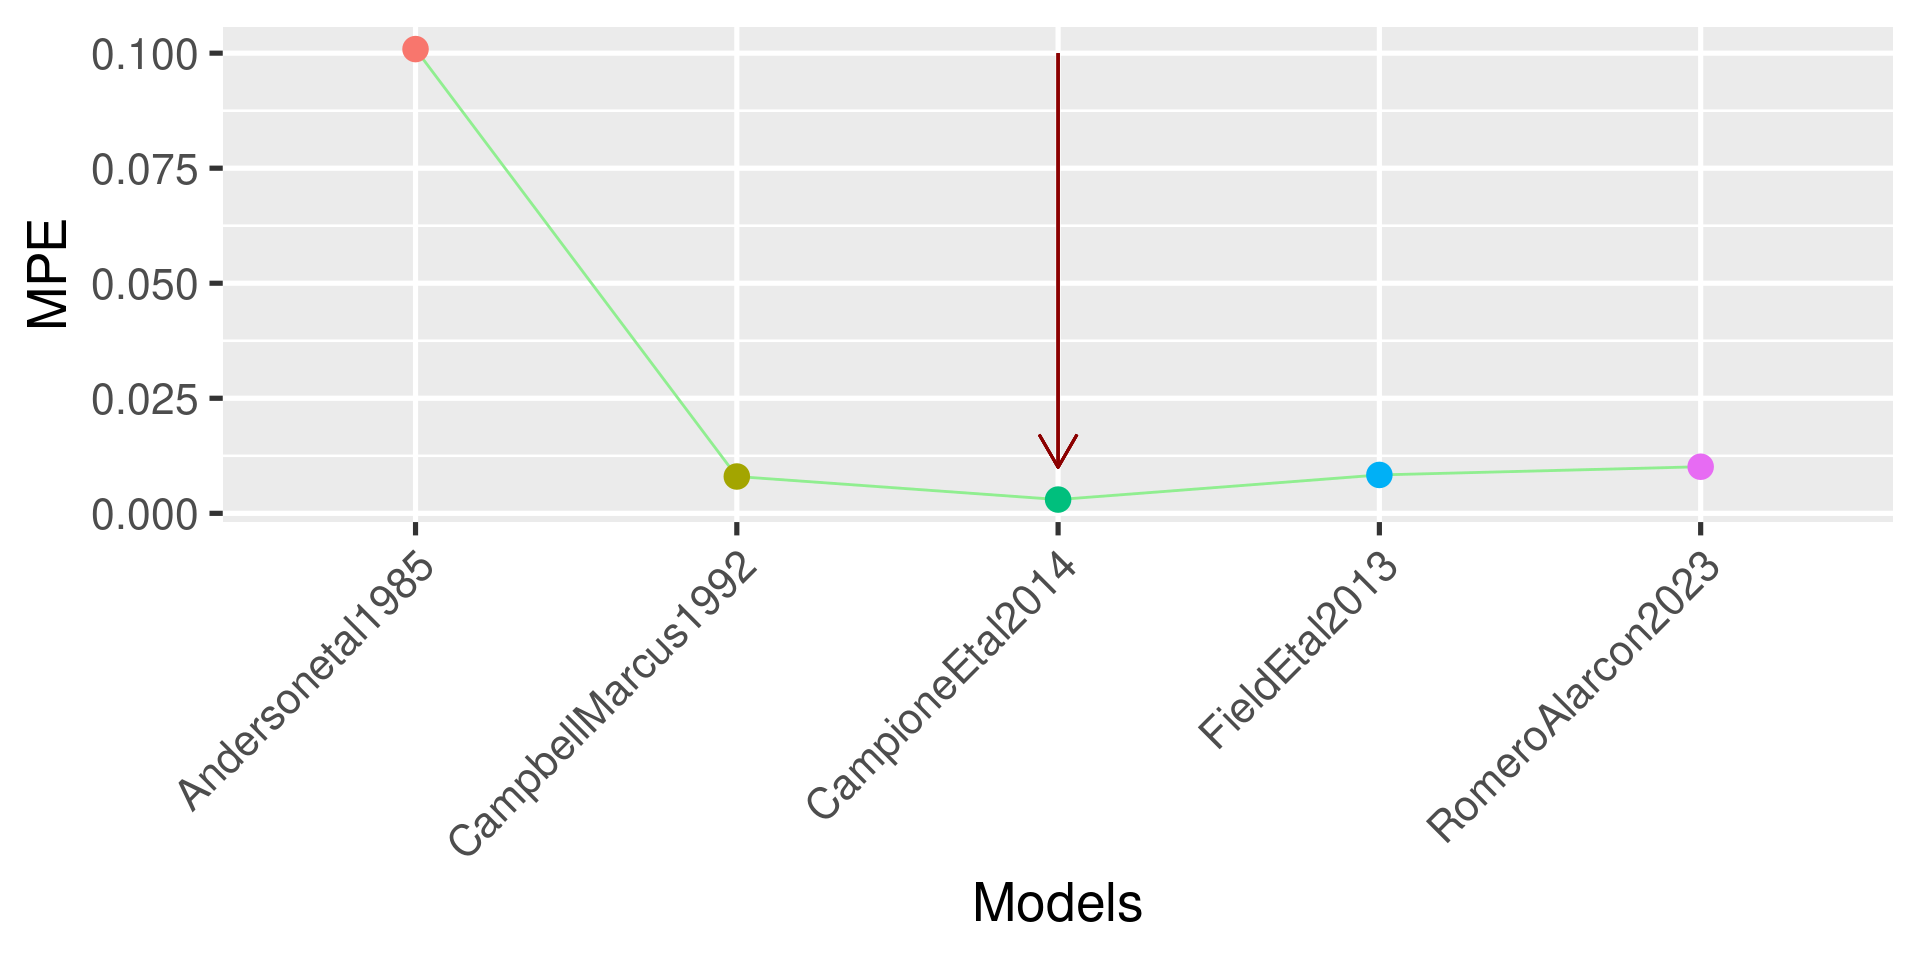 MPE
0.100
0.075
0.050
0.025
0.000
Andersonetal1985
CampbellMarcus1992
CampioneEtal2014
FieldEtal2013
RomeroAlarcon2023
Models